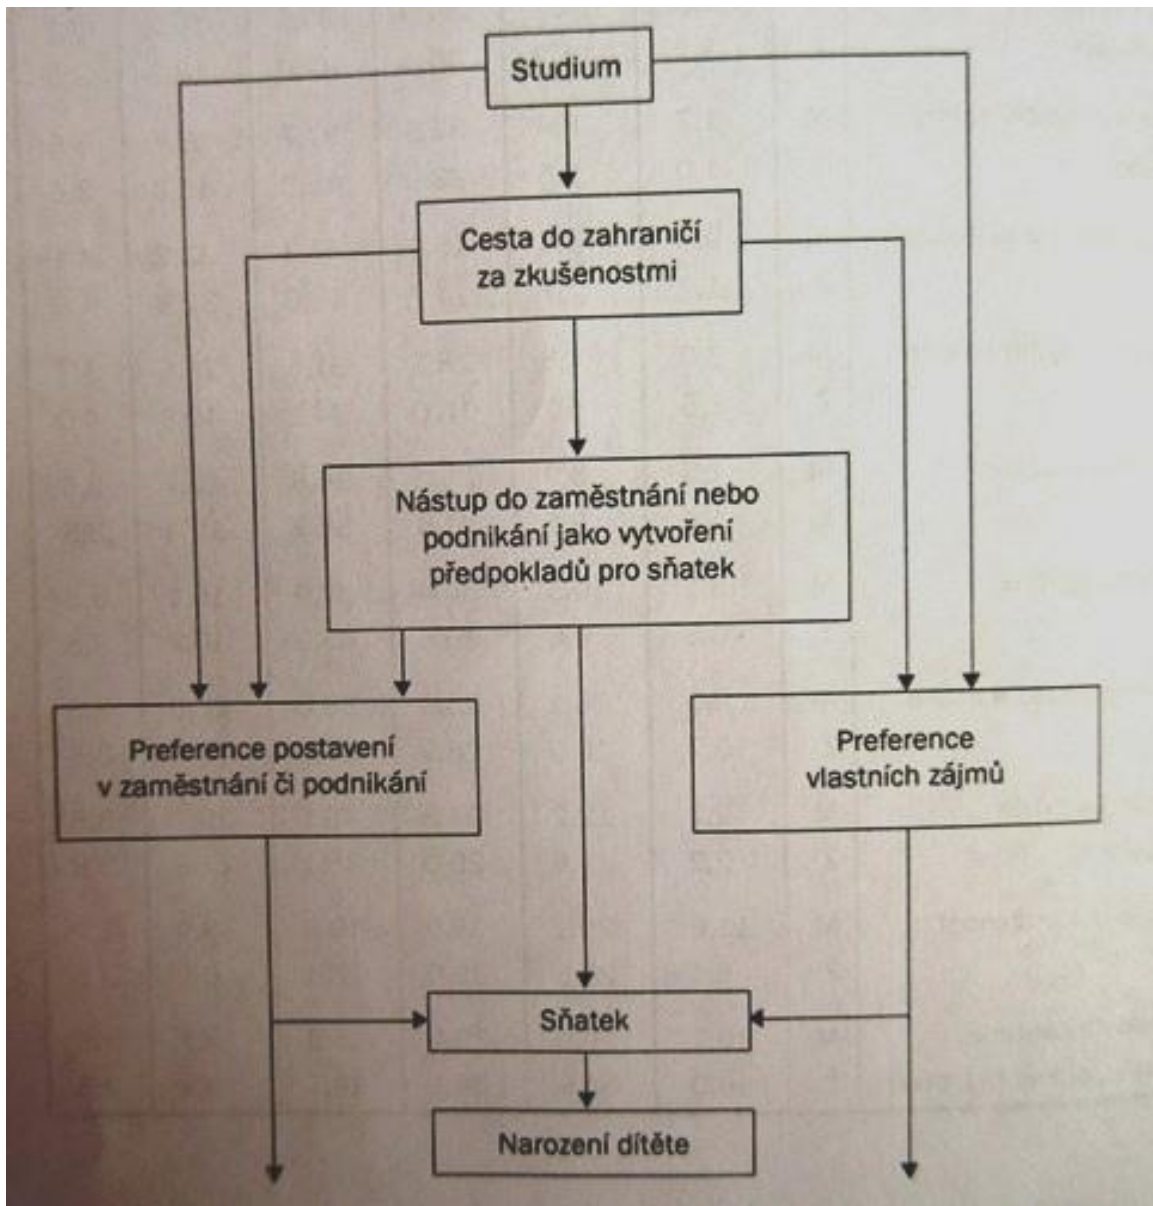 Studium
Cesta do zahraničí
za zkušenostmi
Nástup do zaměstnání nebo
podnikání jako vytvoření
předpokladů pro sňatek
Preference postavení
v zaměstnání či podnikání
Preference
vlastních zájmů
Sňatek
Narození dítěte